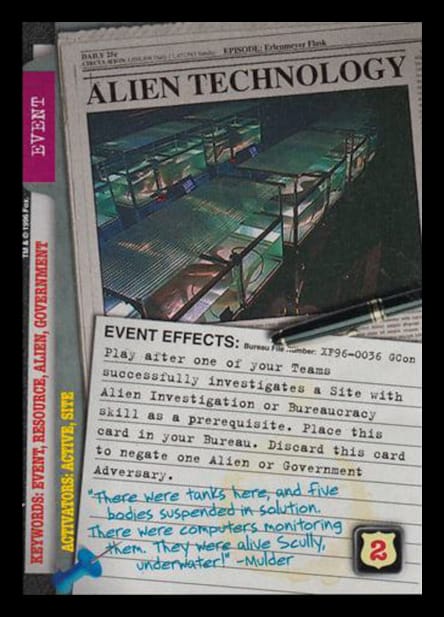 DAILY 25¢
EPISODE: Erlenmeyer Flask
ALIEN TECHNOLOGY
EVENT
TM & © 1996 Fox.
KEYWORDS: EVENT, RESOURCE, ALIEN, GOVERNMENT
ACTIVATORS: ACTIVE, SITE
EVENT EFFECTS: Bureau File Number: XF96-0036 GCon
Play after one of your Teams
successfully investigates a Site with
Alien Investigation or Bureaucracy
skill as a prerequisite. Place this
card in your Bureau. Discard this card
to negate one Alien or Government
Adversary.
"There were tanks here, and five
bodies suspended in solution.
There were computers monitoring
them. They were alive Scully,
underwater!" -Mulder
2